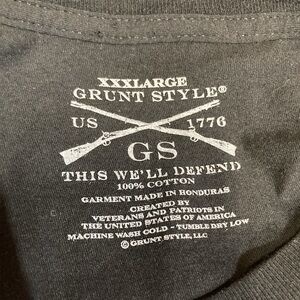 XXXLARGE
GRUNT STYLE®
US 1776
GS
THIS WE'LL DEFEND
100% COTTON
GARMENT MADE IN HONDURAS
CREATED BY
VETERANS AND PATRIOTS IN
THE UNITED STATES OF AMERICA
MACHINE WASH COLD - TUMBLE DRY LOW
© GRUNT STYLE, LLC